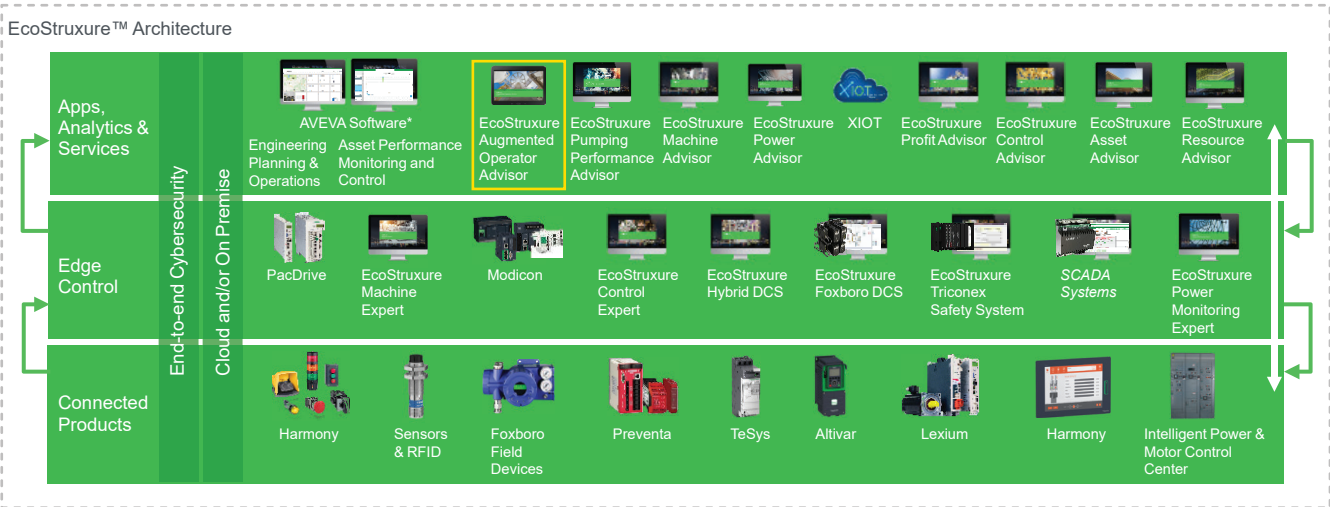 EcoStruxure™ Architecture
Apps,
Analytics &
Services
End-to-end Cybersecurity
Cloud and/or On Premise
AVEVA Software*
Engineering
Planning &
Operations
Asset Performance
Monitoring and
Control
EcoStruxure
Augmented
Operator
Advisor
EcoStruxure
Pumping
Performance
Advisor
EcoStruxure
Machine
Advisor
EcoStruxure
Power
Advisor
XIOT
XIOT
EcoStruxure
Profit Advisor
EcoStruxure
Control
Advisor
EcoStruxure
Asset
Advisor
EcoStruxure
Resource
Advisor
Edge
Control
PacDrive
EcoStruxure
Machine
Expert
Modicon
EcoStruxure
Control
Expert
EcoStruxure
Hybrid DCS
EcoStruxure
Foxboro DCS
EcoStruxure
Triconex
Safety System
SCADA
Systems
EcoStruxure
Power
Monitoring
Expert
Connected
Products
Harmony
Sensors
& RFID
Foxboro
Field
Devices
Preventa
TeSys
Altivar
Lexium
Harmony
Intelligent Power &
Motor Control
Center